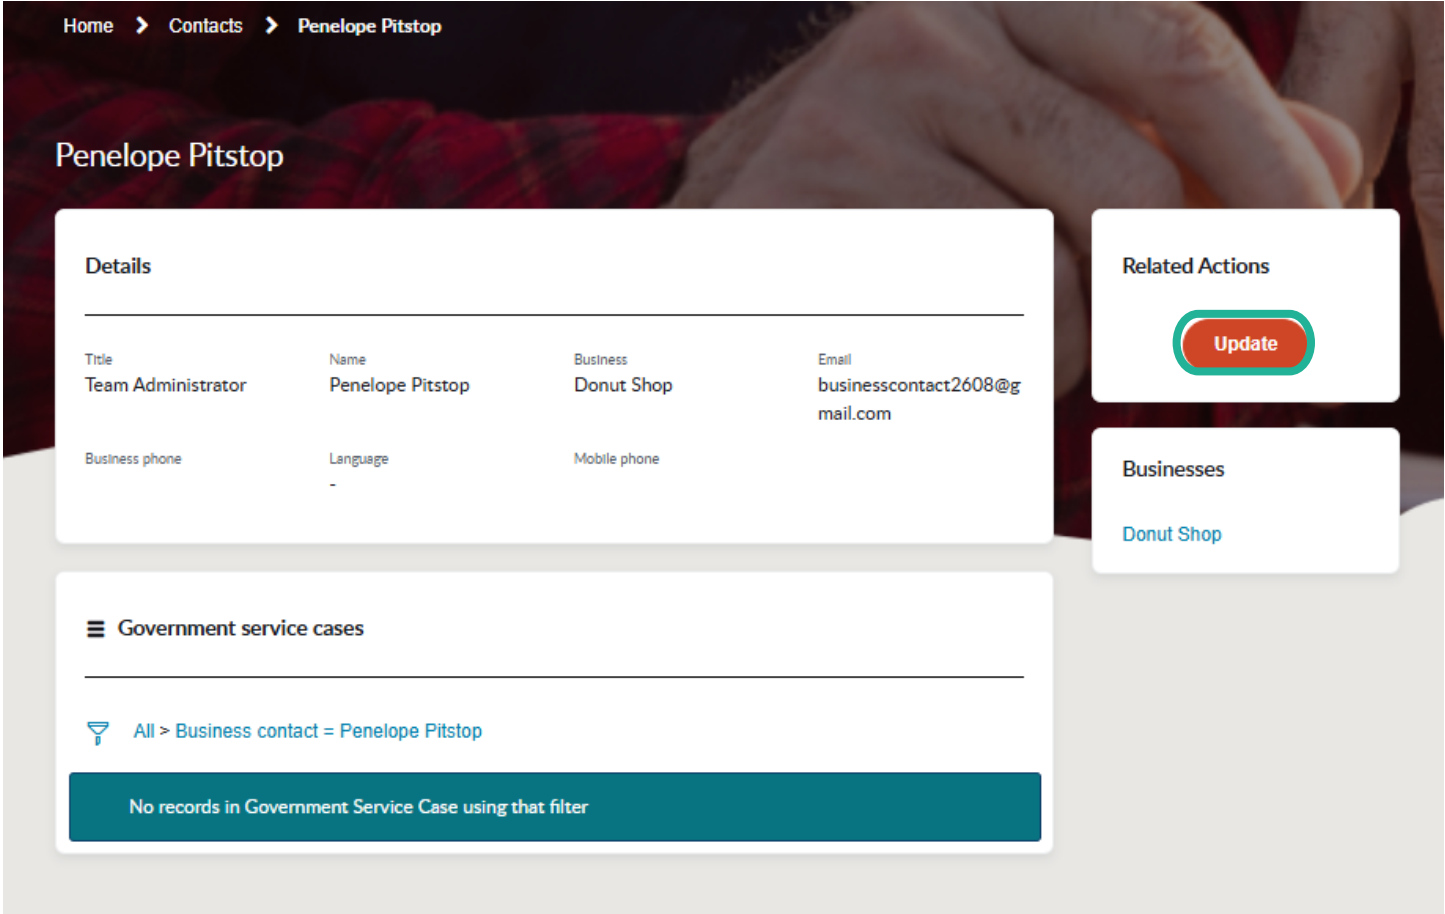 Home > Contacts > Penelope Pitstop
Penelope Pitstop
Details
Title
Team Administrator
Name
Penelope Pitstop
Business
Donut Shop
Email
businesscontact2608@g
mail.com
Business phone
Language
-
Mobile phone
Related Actions
Update
Businesses
Donut Shop
Government service cases
All > Business contact = Penelope Pitstop
No records in Government Service Case using that filter